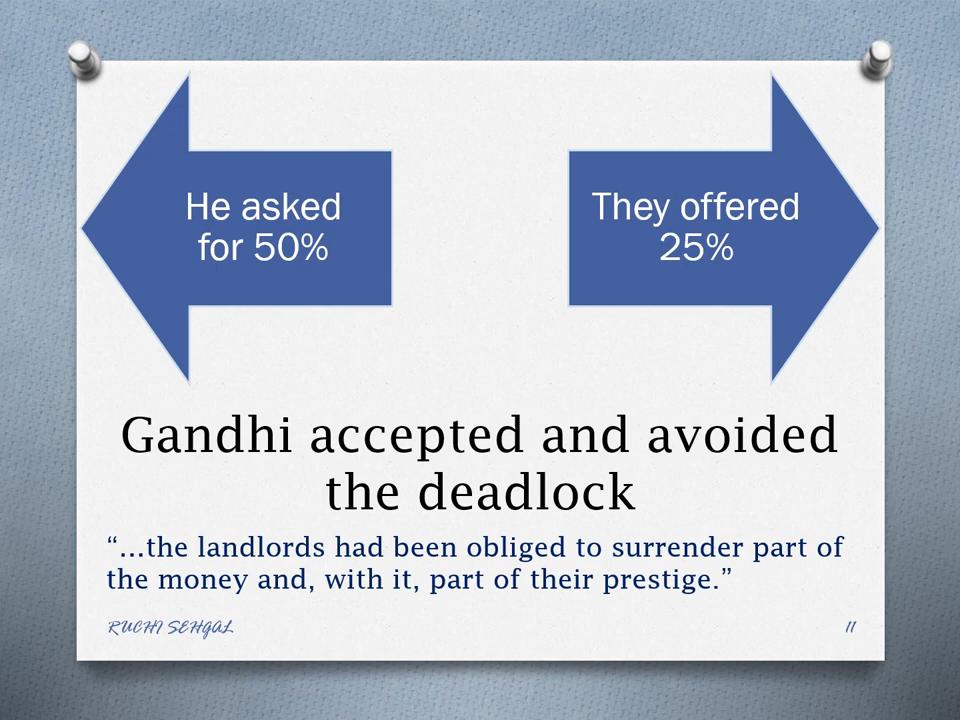 He asked
for 50%
They offered
25%
Gandhi accepted and avoided
the deadlock
“…the landlords had been obliged to surrender part of
the money and, with it, part of their prestige.”
RUCHI SEHGAL
11